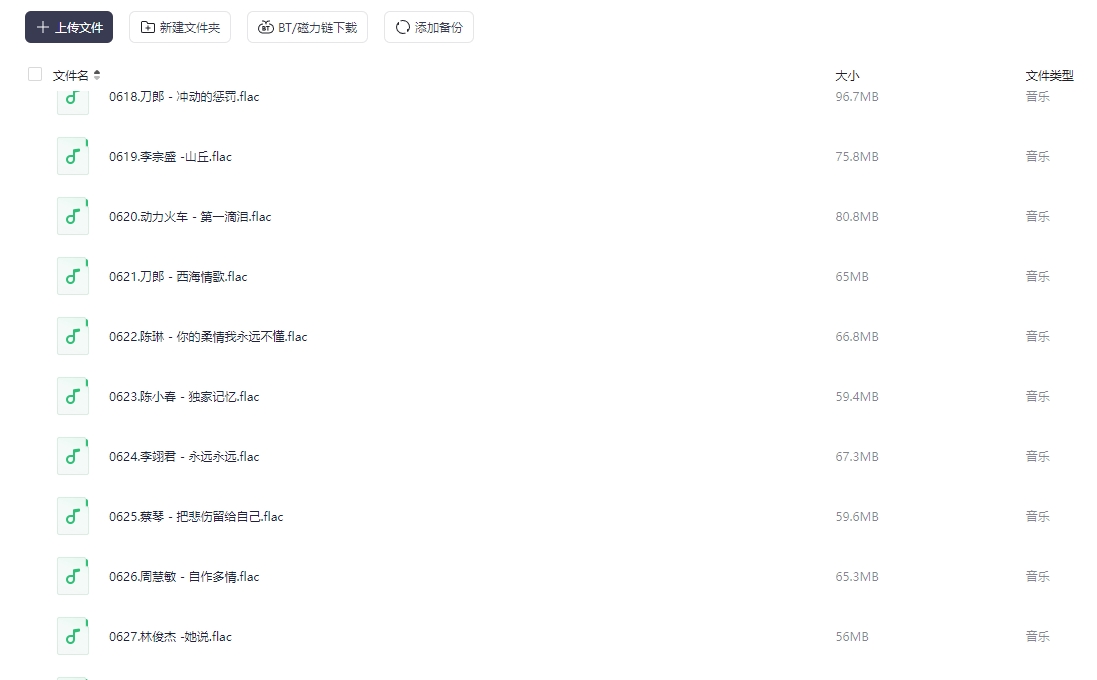 上传文件 新建文件夹 BT/磁力链下载 添加备份
文件名 大小 文件类型
0618.刀郎 - 冲动的惩罚.flac 96.7MB 音乐
0619.李宗盛 -山丘.flac 75.8MB 音乐
0620.动力火车 - 第一滴泪.flac 80.8MB 音乐
0621.刀郎 - 西海情歌.flac 65MB 音乐
0622.陈琳 - 你的柔情我永远不懂.flac 66.8MB 音乐
0623.陈小春 - 独家记忆.flac 59.4MB 音乐
0624.李翊君 - 永远永远.flac 67.3MB 音乐
0625.蔡琴 - 把悲伤留给自己.flac 59.6MB 音乐
0626.周慧敏 - 自作多情.flac 65.3MB 音乐
0627.林俊杰 -她说.flac 56MB 音乐